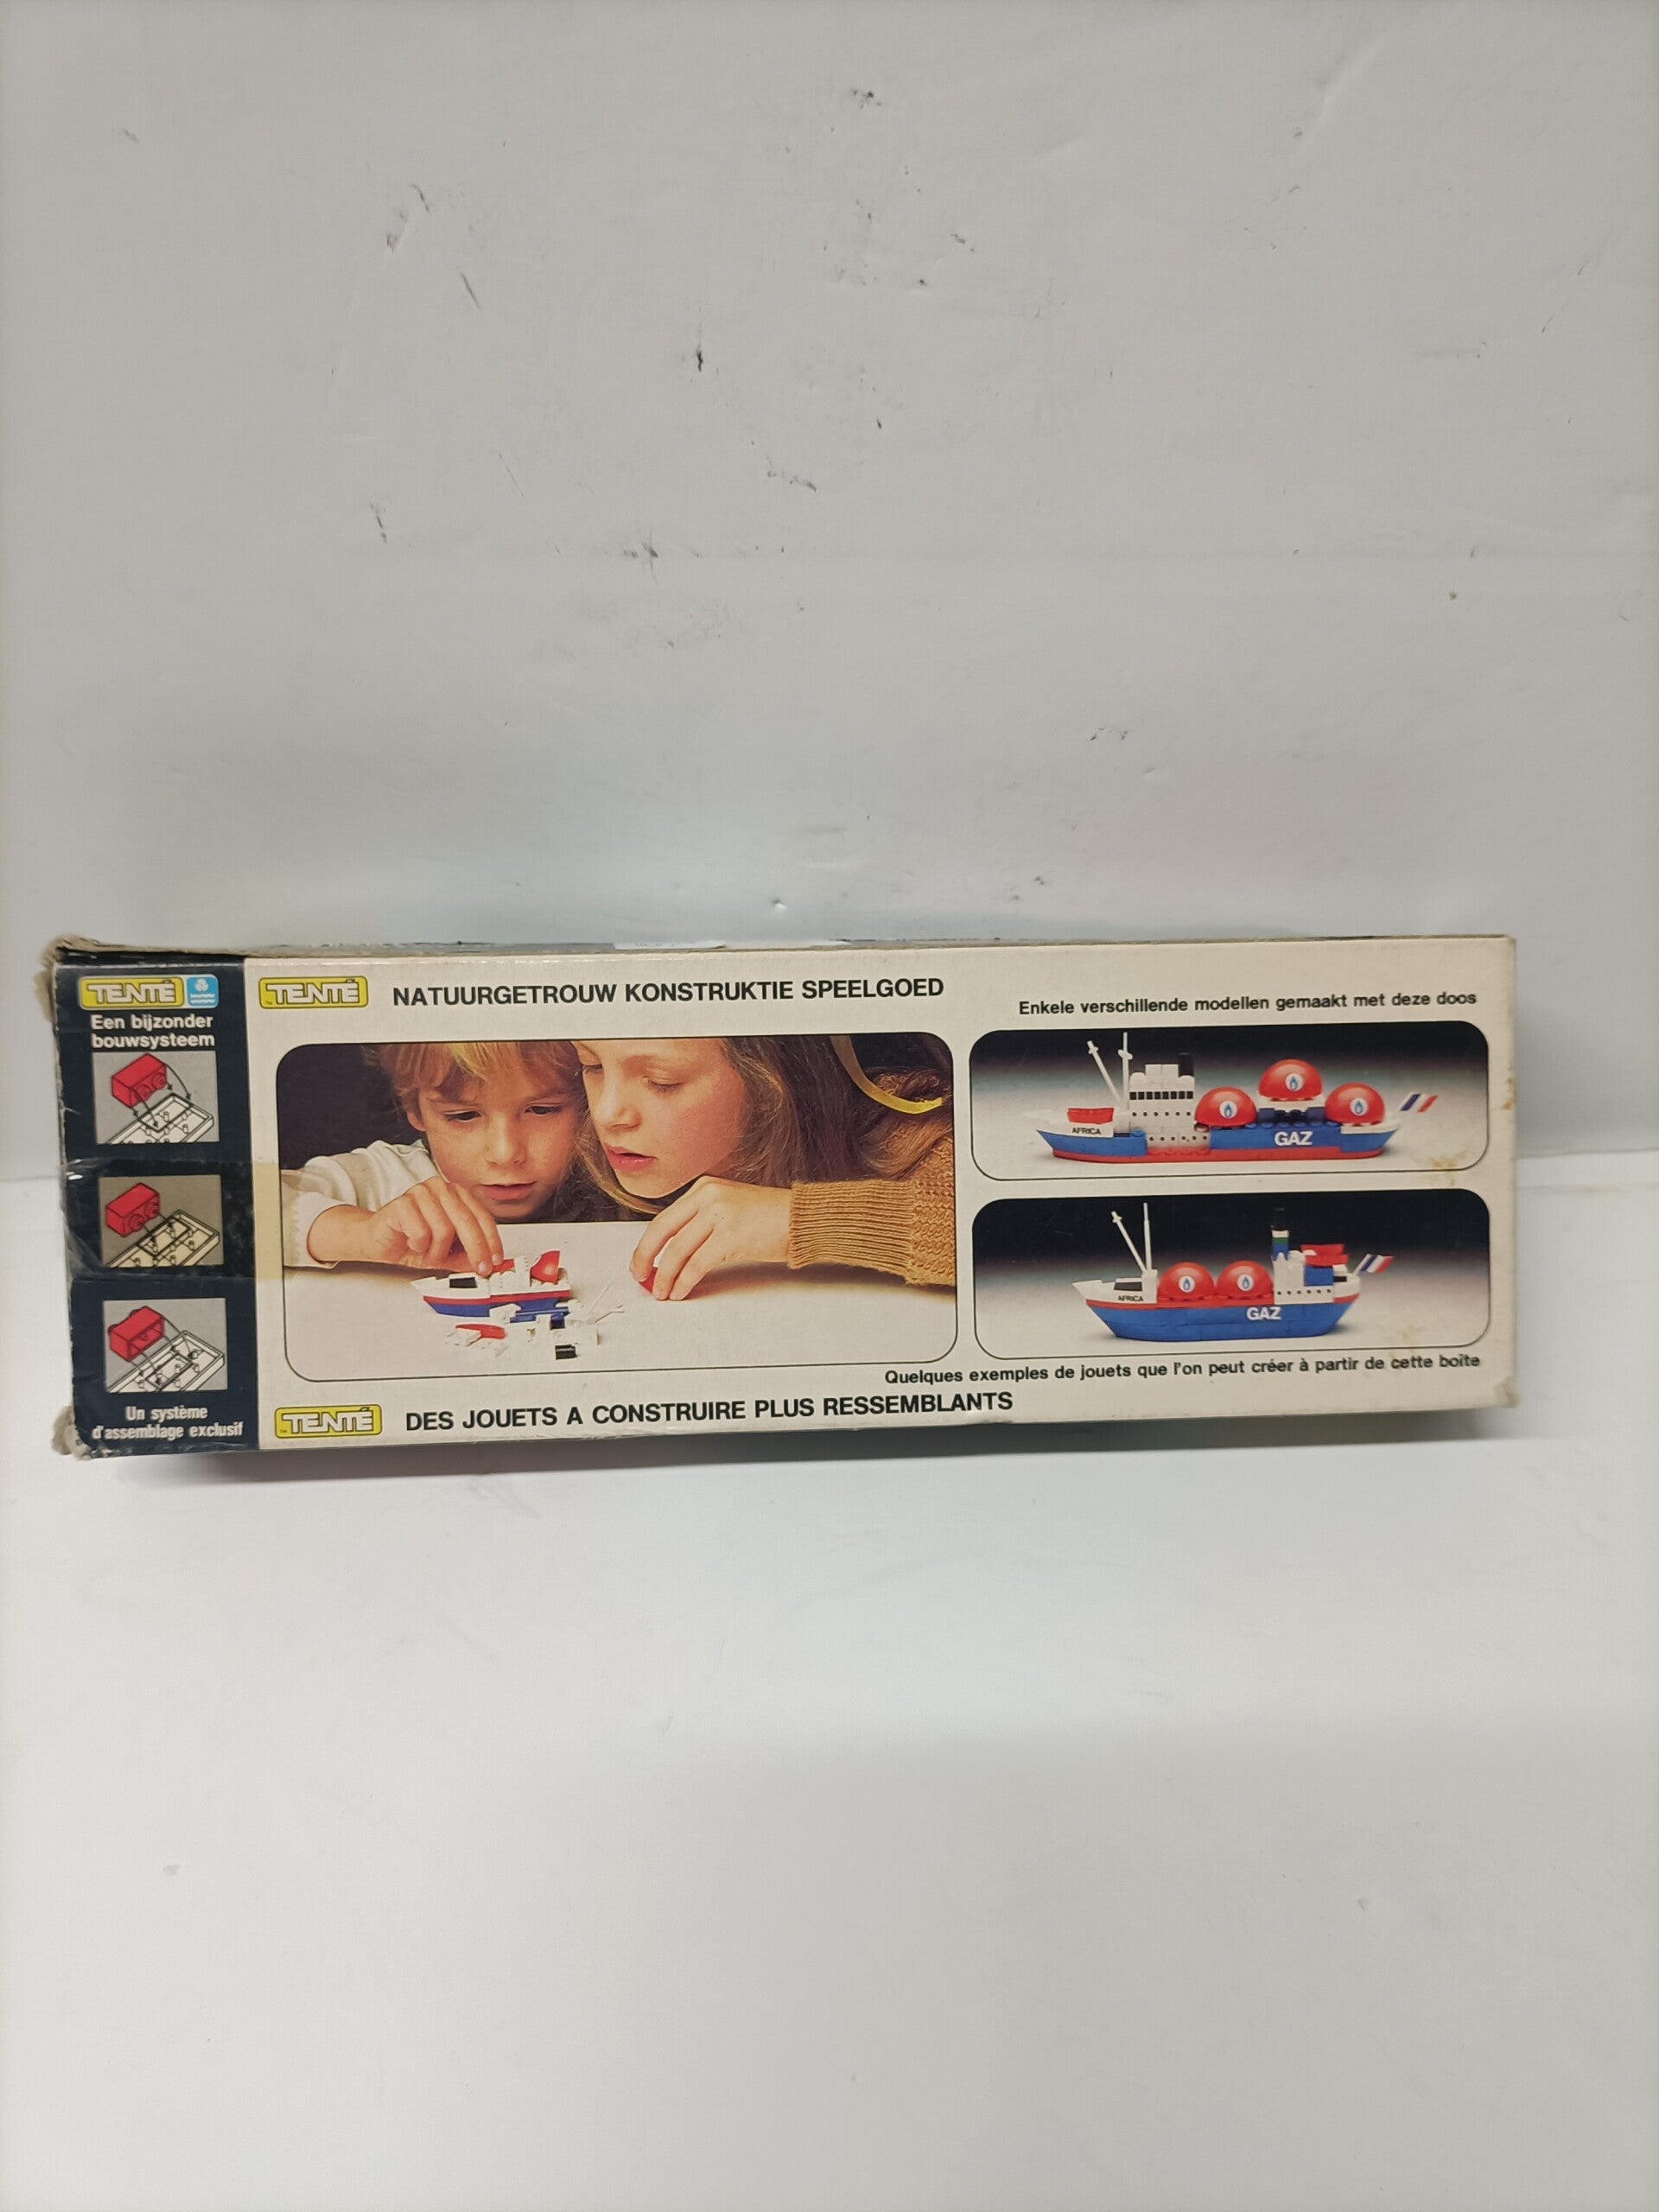 TENTE
Een bijzonder
bouwsysteem
Un système
d'assemblage exclusif
TENTE
NATUURGETROUW KONSTRUKTIE SPEELGOED
Enkele verschillende modellen gemaakt met deze doos
AFRICA
GAZ
AFRICA
GAZ
Quelques exemples de jouets que l'on peut créer à partir de cette boîte
TENTE
DES JOUETS A CONSTRUIRE PLUS RESSEMBLANTS